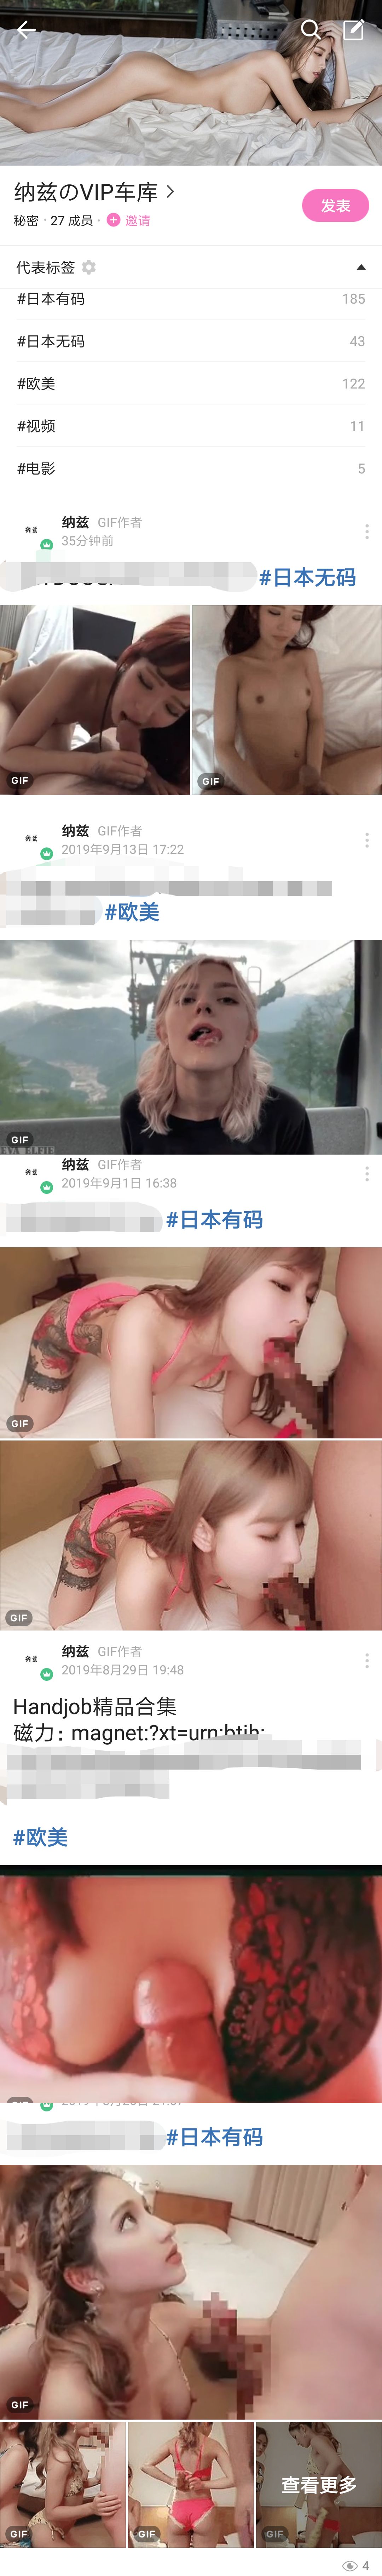 纳兹のVIP车库
秘密 · 27 成员 · 邀请
发表
代表标签
#日本有码 185
#日本无码 43
#欧美 122
#视频 11
#电影 5
纳兹 GIF作者
35分钟前
#日本无码
GIF GIF
纳兹 GIF作者
2019年9月13日 17:22
#欧美
GIF
EVA ELFIE
纳兹 GIF作者
2019年9月1日 16:38
#日本有码
GIF
GIF
纳兹 GIF作者
2019年8月29日 19:48
Handjob精品合集
磁力：magnet:?xt=urn:btih:
#欧美
#日本有码
GIF
GIF GIF GIF
查看更多
4